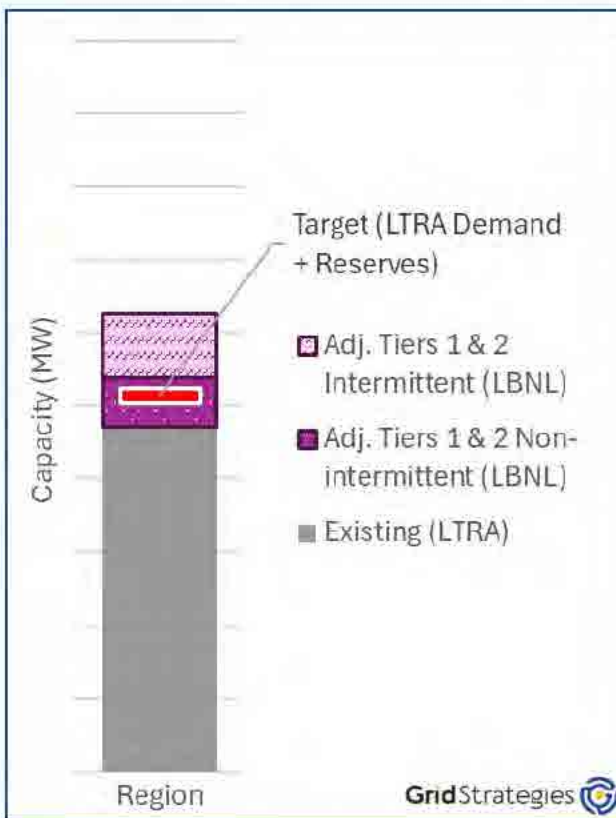 Capacity (MW)
Target (LTRA Demand
+ Reserves)
Adj. Tiers 1 & 2
Intermittent (LBNL)
Adj. Tiers 1 & 2 Non-
intermittent (LBNL)
Existing (LTRA)
Region
GridStrategies